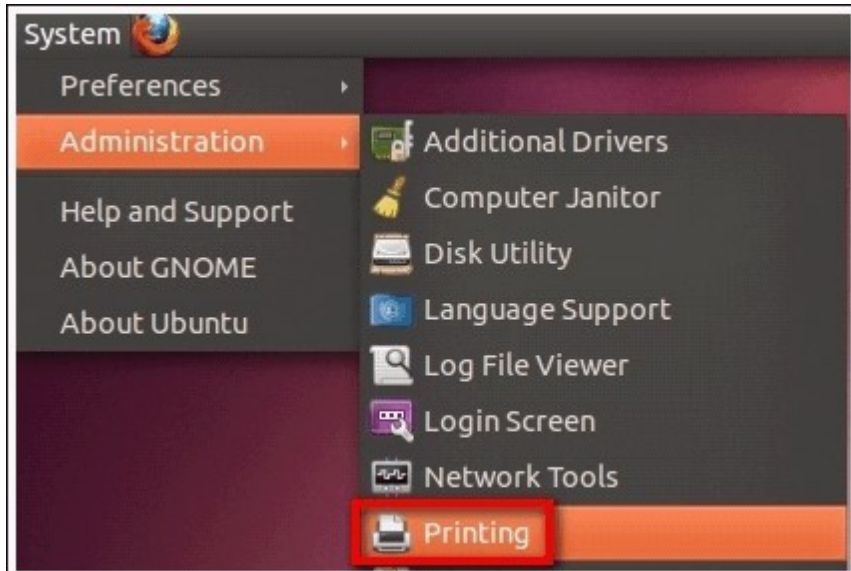 System
Preferences
Administration
Help and Support
About GNOME
About Ubuntu
Additional Drivers
Computer Janitor
Disk Utility
Language Support
Log File Viewer
Login Screen
Network Tools
Printing